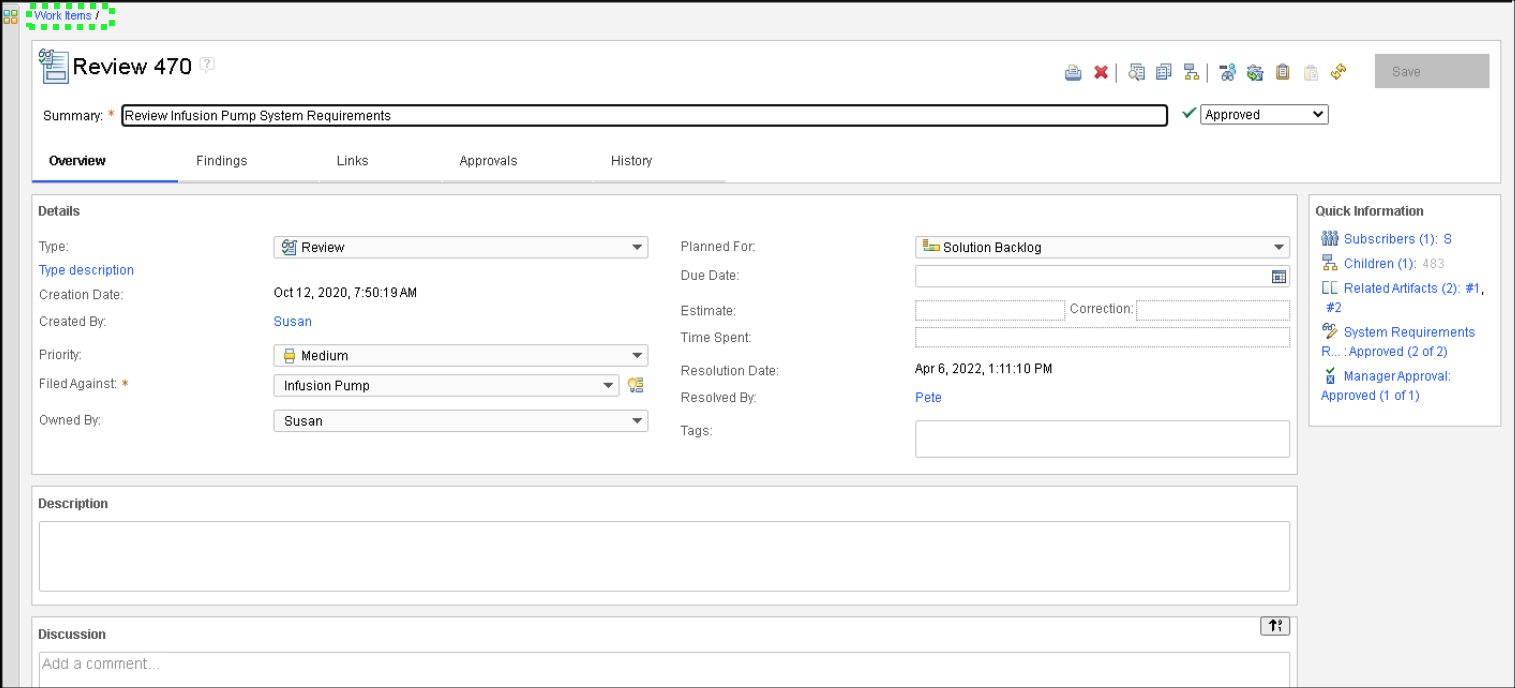 Work Items /
Review 470 ?
Save
Summary: * Review Infusion Pump System Requirements Approved
Overview Findings Links Approvals History
Details
Type: Review
Type description
Creation Date: Oct 12, 2020, 7:50:19 AM
Created By: Susan
Priority: Medium
Filed Against: * Infusion Pump
Owned By: Susan
Planned For: Solution Backlog
Due Date:
Estimate: Correction:
Time Spent:
Resolution Date: Apr 6, 2022, 1:11:10 PM
Resolved By: Pete
Tags:
Quick Information
Subscribers (1): S
Children (1): 483
Related Artifacts (2): #1,
#2
System Requirements
R... : Approved (2 of 2)
Manager Approval:
Approved (1 of 1)
Description
Discussion
Add a comment...